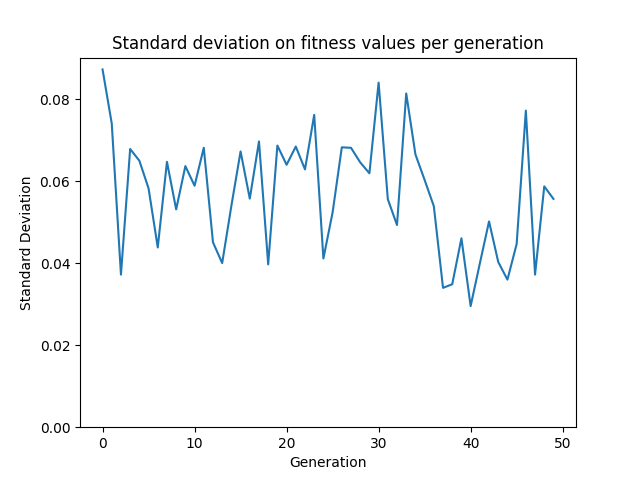 Standard deviation on fitness values per generation
0.08
0.06
0.04
0.02
0.00
Standard Deviation
0 10 20 30 40 50
Generation